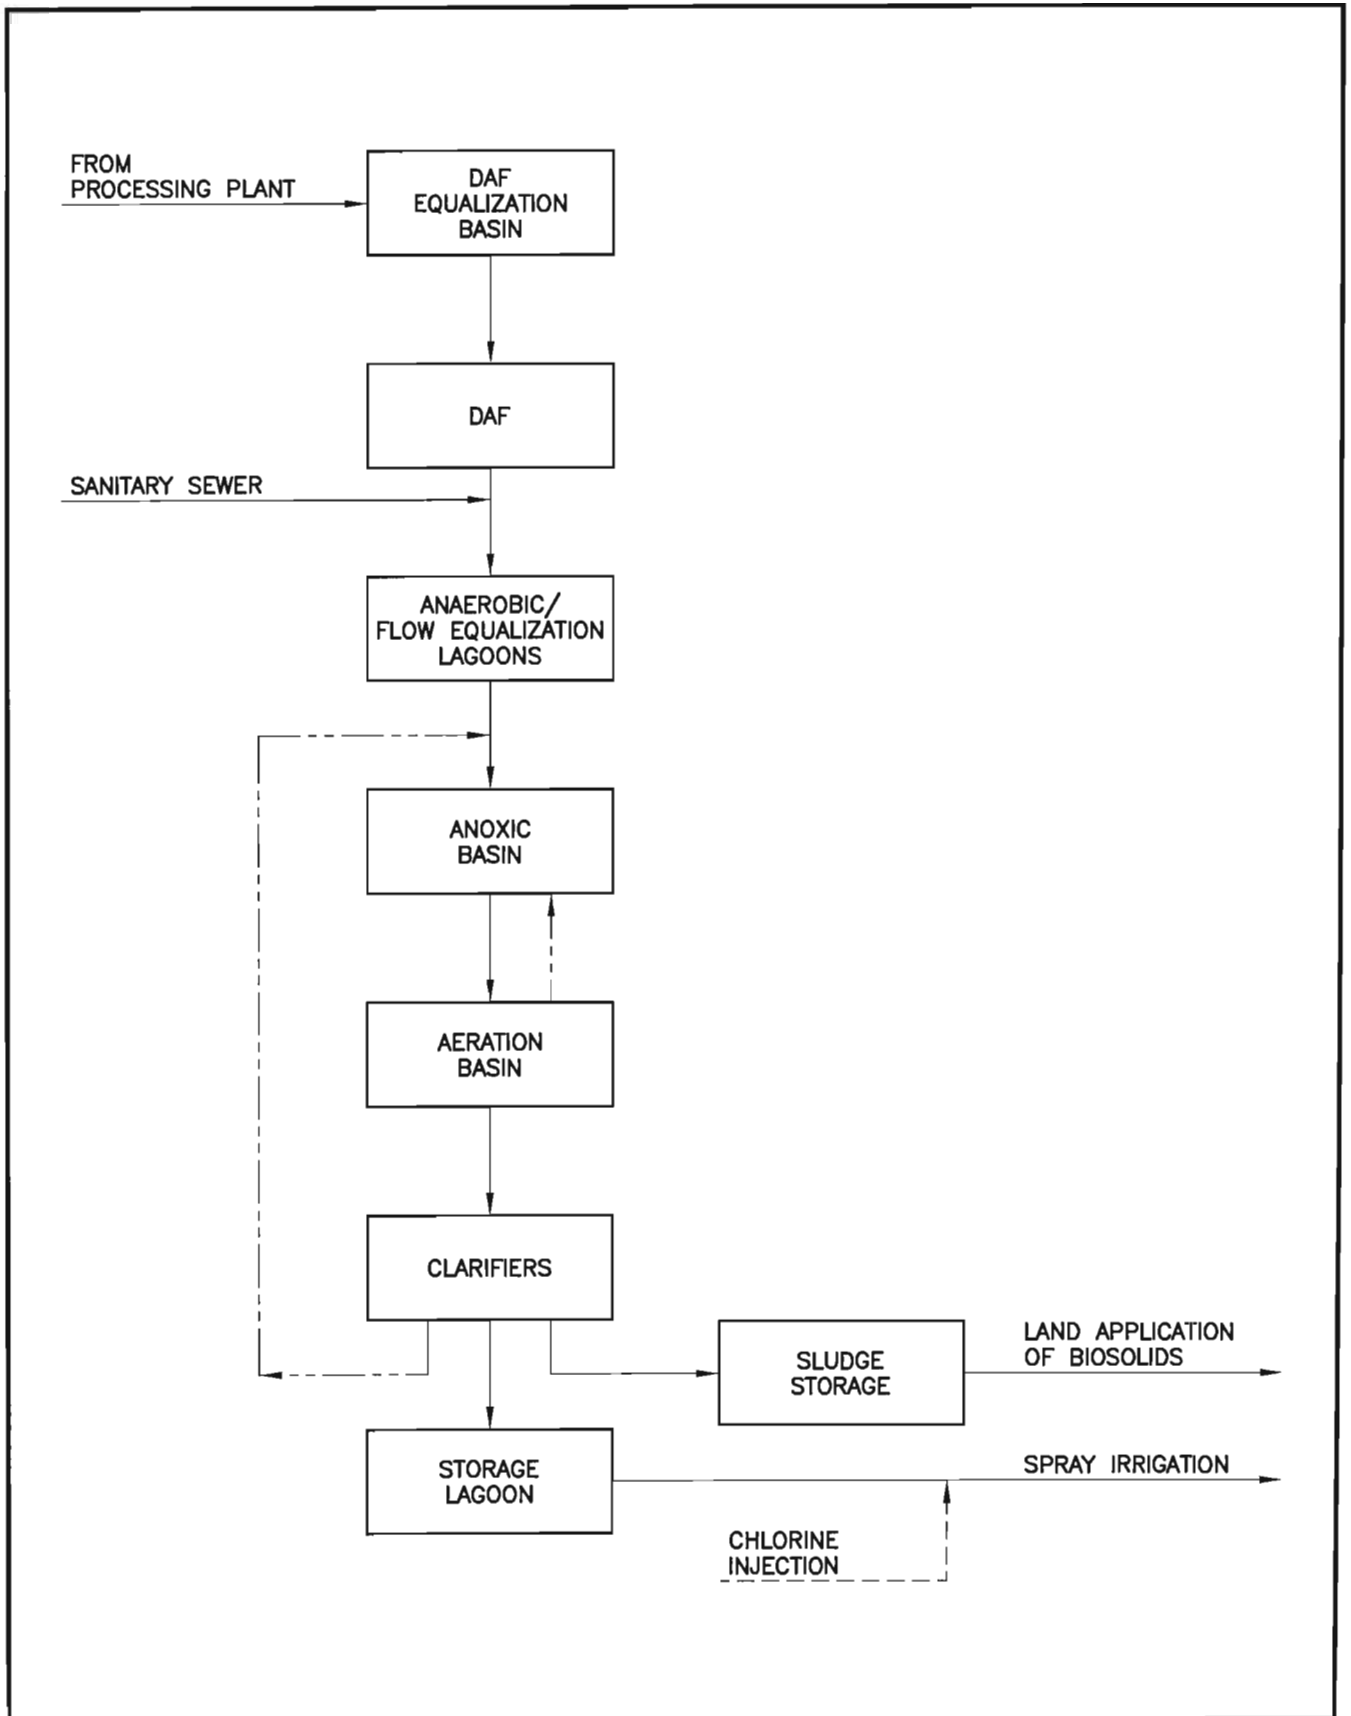 FROM
PROCESSING PLANT
DAF
EQUALIZATION
BASIN
DAF
SANITARY SEWER
ANAEROBIC/
FLOW EQUALIZATION
LAGOONS
ANOXIC
BASIN
AERATION
BASIN
CLARIFIERS
SLUDGE
STORAGE
LAND APPLICATION
OF BIOSOLIDS
STORAGE
LAGOON
SPRAY IRRIGATION
CHLORINE
INJECTION